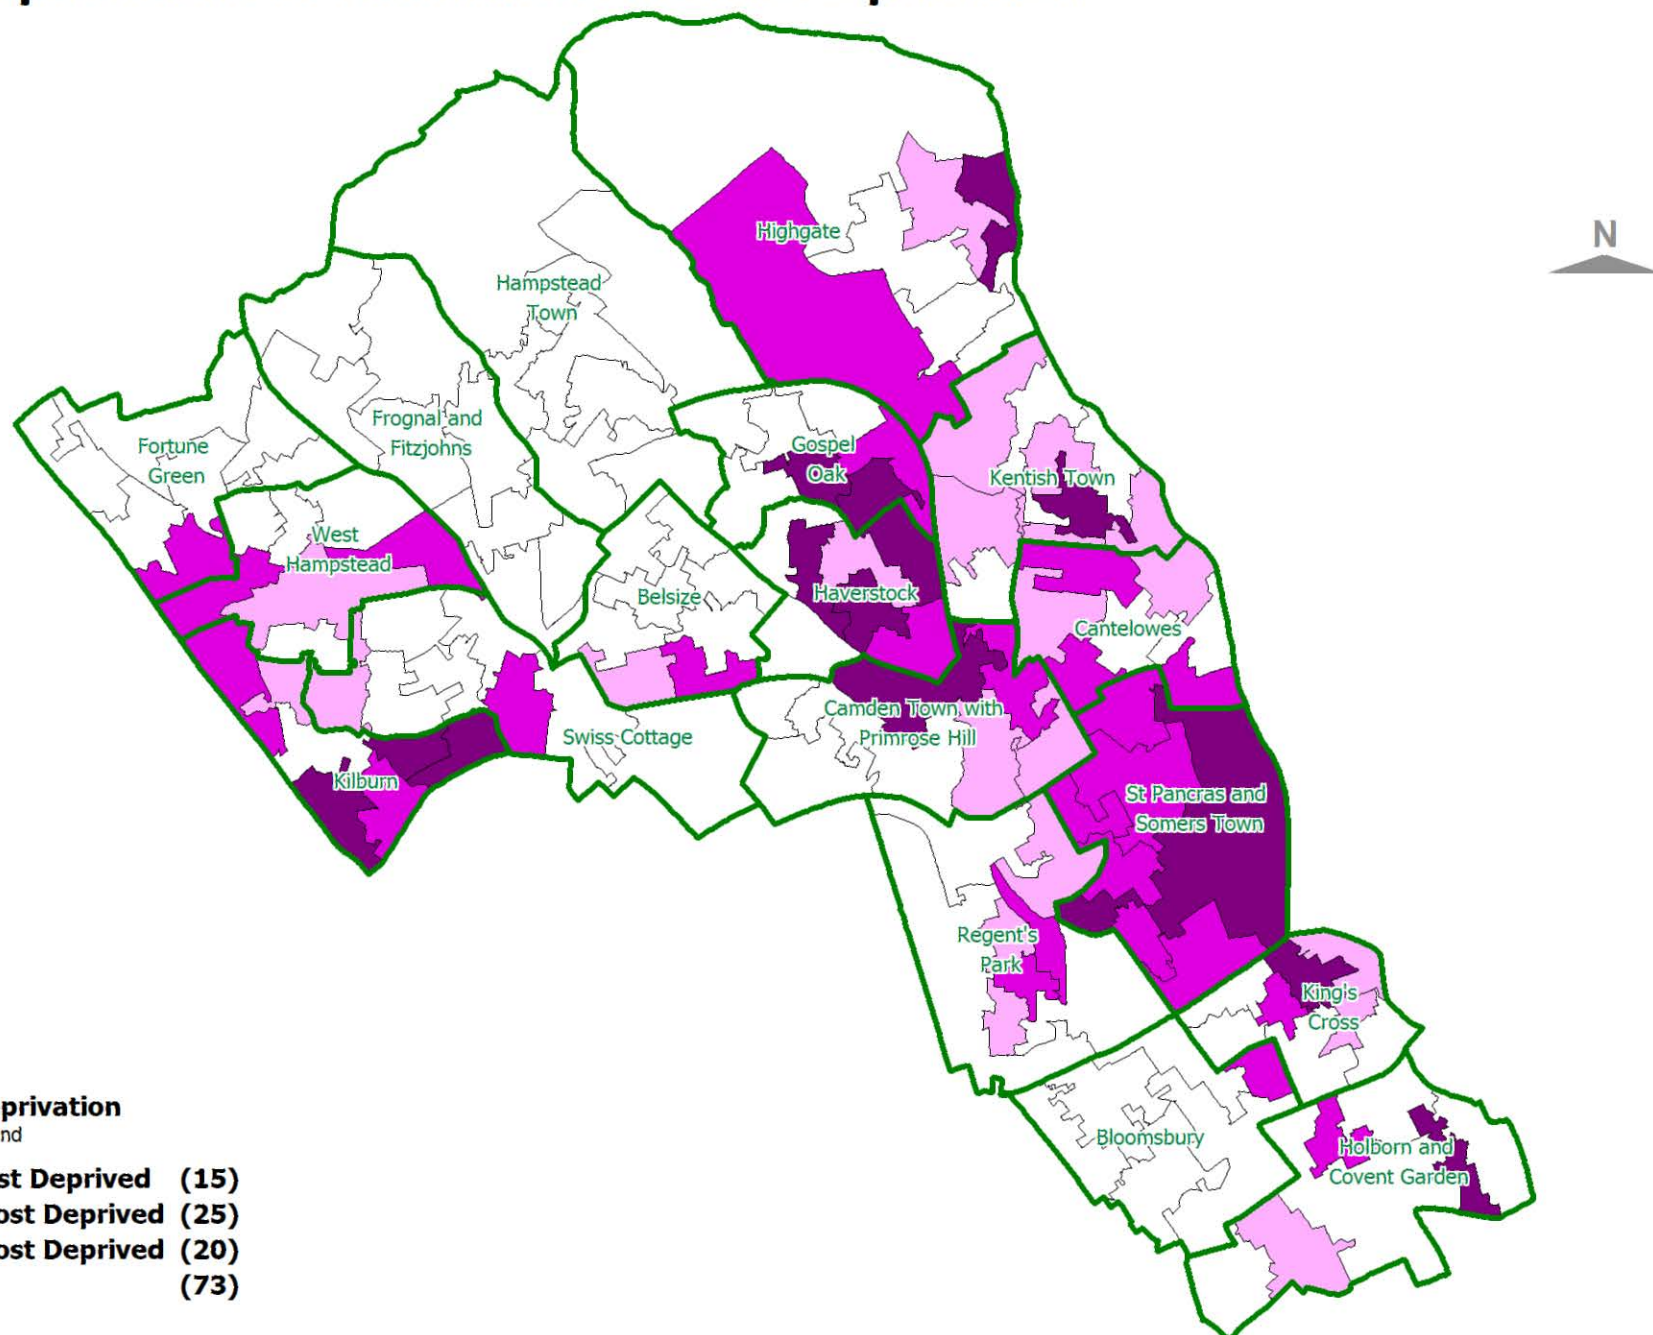 N
Highgate
Hampstead
Town
Frognal and
Fitzjohns
Fortune
Green
Gospel
Oak
Kentish Town
West
Hampstead
Belsize
Haverstock
Cantelowes
Camden Town with
Primrose Hill
Swiss Cottage
Kilburn
St Pancras and
Somers Town
Regent's
Park
King's
Cross
Bloomsbury
Holborn and
Covent Garden
privation
nd
st Deprived (15)
ost Deprived (25)
ost Deprived (20)
(73)